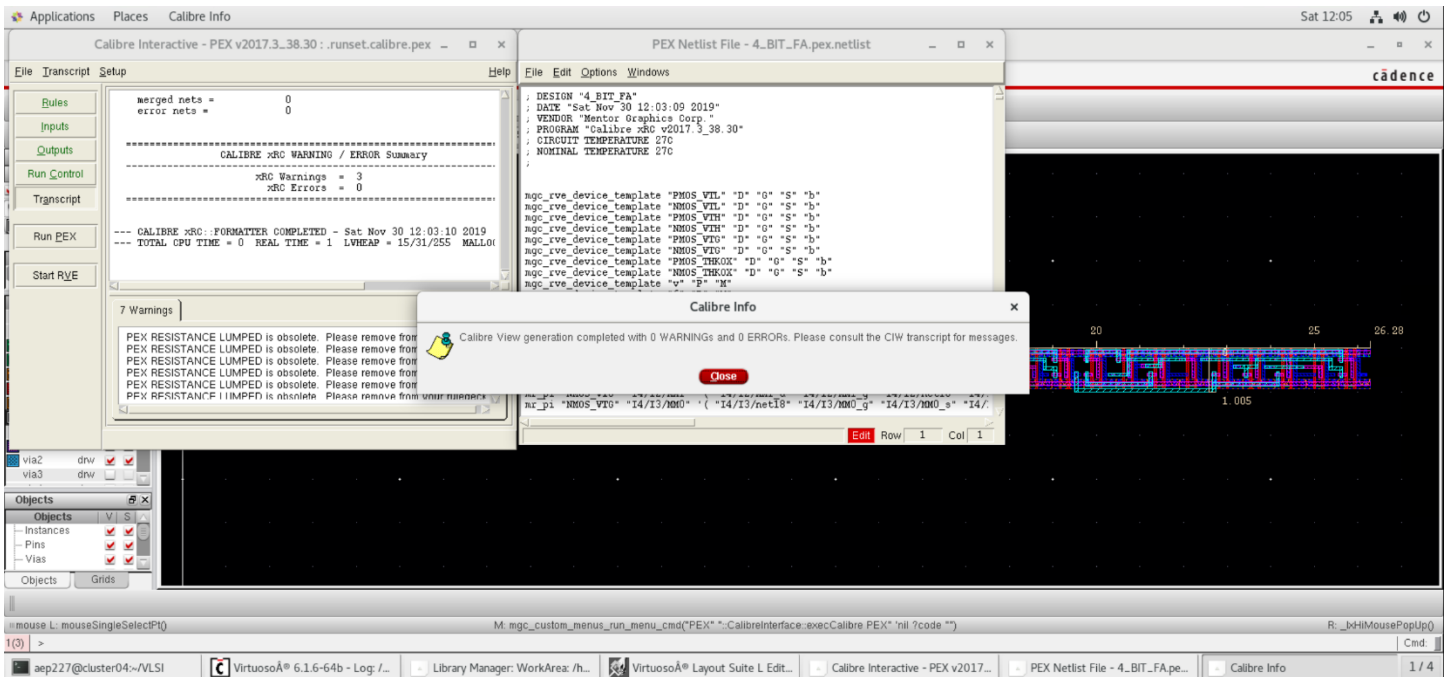 Applications Places Calibre Info
Sat 12:05
Calibre Interactive - PEX v2017.3_38.30 : .runset.calibre.pex
File Transcript Setup
Help
Rules
Inputs
Outputs
Run Control
Transcript
Run PEX
Start RVE
merged nets = 0
error nets = 0
CALIBRE xRC WARNING / ERROR Summary
xRC Warnings = 3
xRC Errors = 0
--- CALIBRE xRC::FORMATTER COMPLETED - Sat Nov 30 12:03:10 2019
--- TOTAL CPU TIME = 0 REAL TIME = 1 LVHEAP = 15/31/255
7 Warnings
PEX RESISTANCE LUMPED is obsolete. Please remove from
PEX RESISTANCE LUMPED is obsolete. Please remove from
PEX RESISTANCE LUMPED is obsolete. Please remove from
PEX RESISTANCE LUMPED is obsolete. Please remove from
PEX RESISTANCE LUMPED is obsolete. Please remove from
PEX RESISTANCE LUMPED is obsolete. Please remove from your
PEX Netlist File - 4_BIT_FA.pex.netlist
File Edit Options Windows
; DESIGN "4_BIT_FA"
; DATE "Sat Nov 30 12:03:09 2019"
; VENDOR "Mentor Graphics Corp."
; PROGRAM "Calibre xRC v2017.3_38.30"
; CIRCUIT TEMPERATURE 27C
; NOMINAL TEMPERATURE 27C
;
mgc_rve_device_template "PMOS_VTL" "D" "G" "S" "b"
mgc_rve_device_template "NMOS_VTL" "D" "G" "S" "b"
mgc_rve_device_template "PMOS_VTH" "D" "G" "S" "b"
mgc_rve_device_template "NMOS_VTH" "D" "G" "S" "b"
mgc_rve_device_template "PMOS_VTG" "D" "G" "S" "b"
mgc_rve_device_template "NMOS_VTG" "D" "G" "S" "b"
mgc_rve_device_template "PMOS_THKOX" "D" "G" "S" "b"
mgc_rve_device_template "NMOS_THKOX" "D" "G" "S" "b"
mgc_rve_device_template "v" "P" "M"
mr_pi "NMOS_VTG" "I4/I3/MM0" '( "I4/I3/net18" "I4/I3/MM0_g" "I4/I3/MM0_s" "I4/
Edit Row 1 Col 1
cādence
Calibre Info
Calibre View generation completed with 0 WARNINGs and 0 ERRORs. Please consult the CIW transcript for messages.
Close
20 25 26.28
1.005
via2 drw
via3 drw
Objects
Objects V S
Instances
Pins
Vias
Objects Grids
mouse L: mouseSingleSelectPt()
M: mgc_custom_menus_run_menu_cmd("PEX" "::CalibreInterface::execCalibre PEX" 'nil ?code "")
R: _lxHiMousePopUp()
1(3) >
Cmd:
aep227@cluster04:~/VLSI
VirtuosoÂ® 6.1.6-64b - Log: /...
Library Manager: WorkArea: /h...
VirtuosoÂ® Layout Suite L Edit...
Calibre Interactive - PEX v2017...
PEX Netlist File - 4_BIT_FA.pe...
Calibre Info
1 / 4